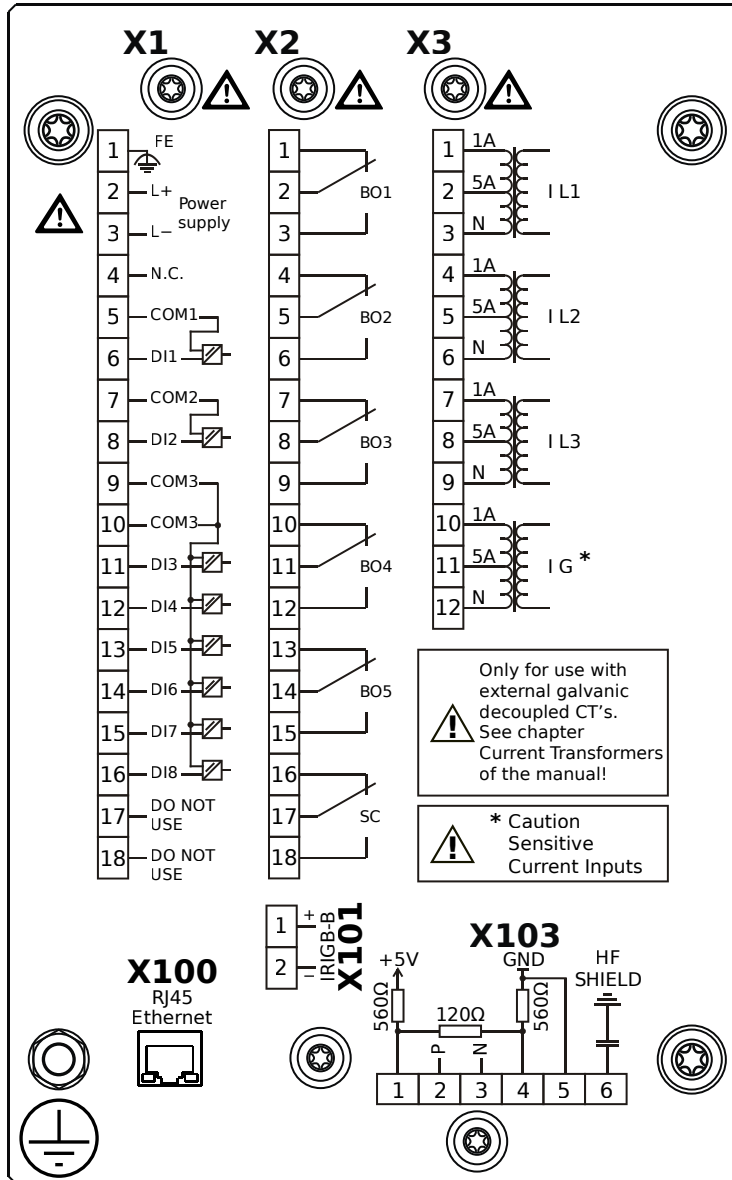 X1 X2 X3
1 FE
2 L+
Power
supply
3 L−
4 N.C.
5 COM1
6 DI1
7 COM2
8 DI2
9 COM3
10 COM3
11 DI3
12 DI4
13 DI5
14 DI6
15 DI7
16 DI8
17 DO NOT
USE
18 DO NOT
USE
1
2 BO1
3
4
5 BO2
6
7
8 BO3
9
10
11 BO4
12
13
14 BO5
15
16
17 SC
18
1 1A
2 5A I L1
3 N
4 1A
5 5A I L2
6 N
7 1A
8 5A I L3
9 N
10 1A
11 5A I G *
12 N
Only for use with
external galvanic
decoupled CT's.
See chapter
Current Transformers
of the manual!
* Caution
Sensitive
Current Inputs
X100
RJ45
Ethernet
1 +
2 −
IRIGB-B
X101
X103
+5V GND HF
SHIELD
560Ω 120Ω 560Ω
P N
1 2 3 4 5 6